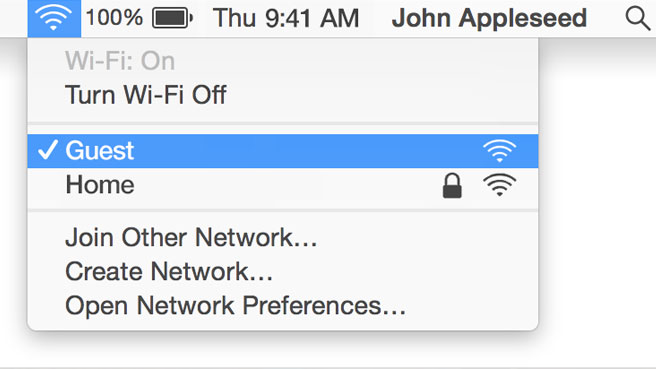 100% Thu 9:41 AM John Appleseed
Wi-Fi: On
Turn Wi-Fi Off
Guest
Home
Join Other Network...
Create Network...
Open Network Preferences...